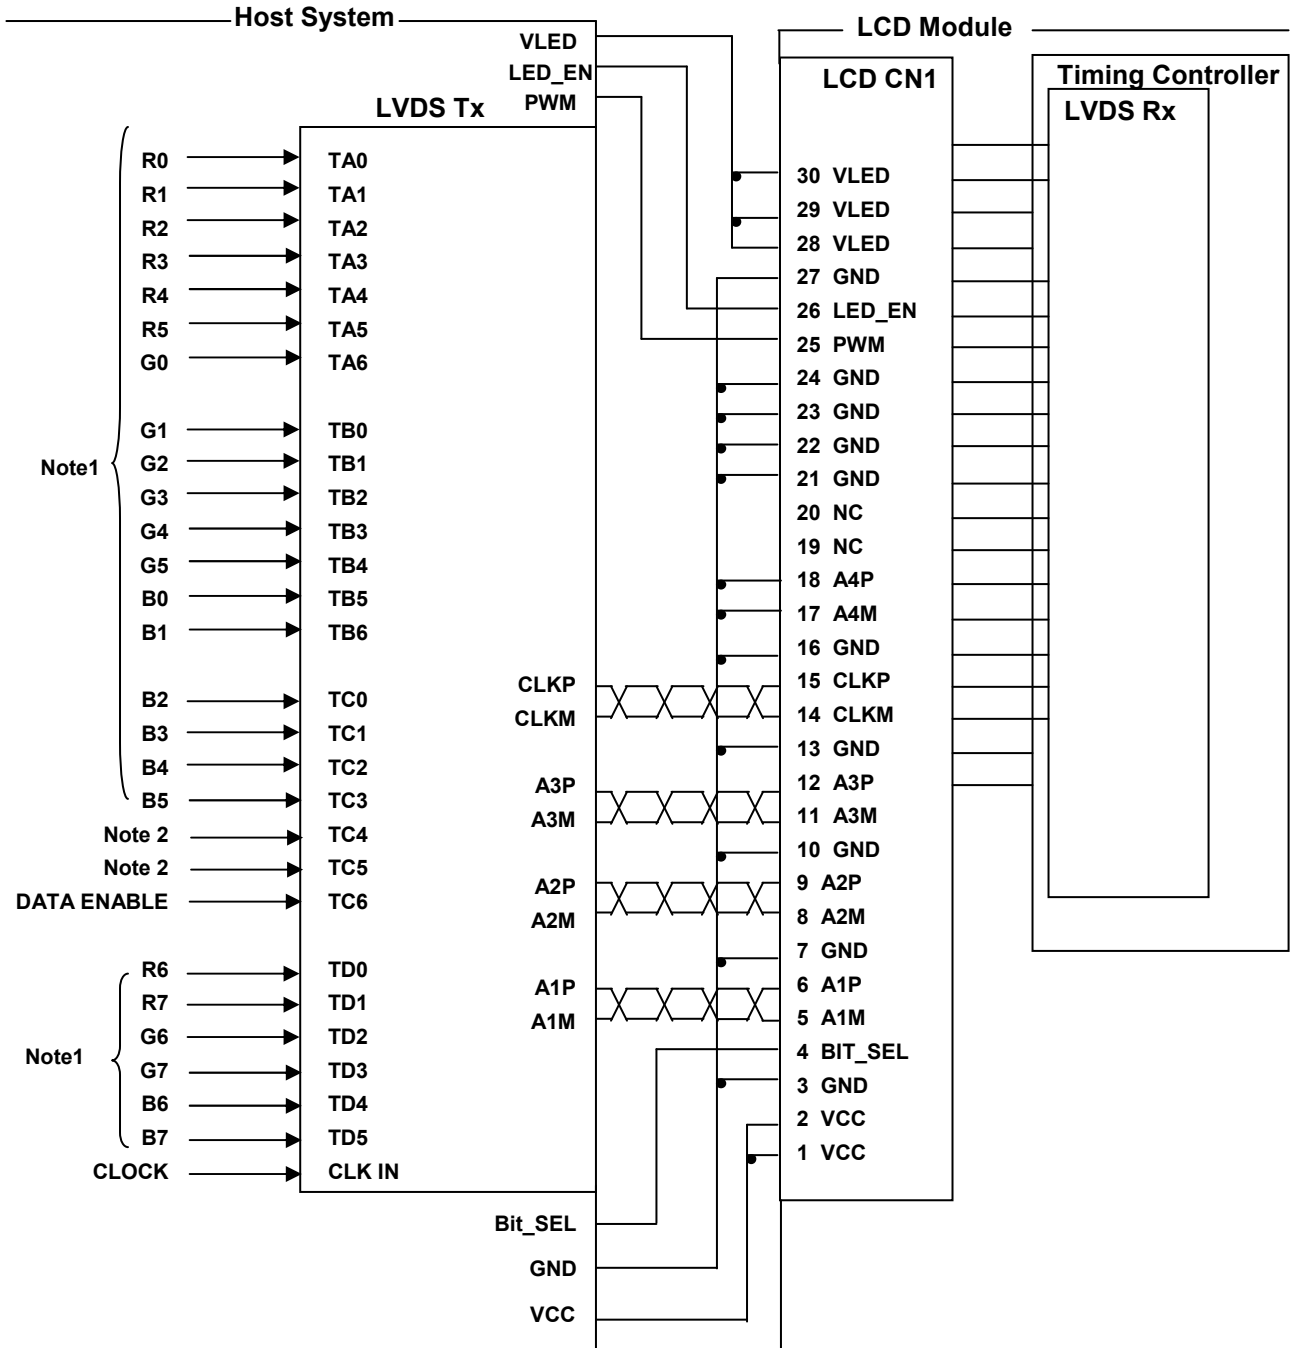 Host System
LCD Module
VLED
LED_EN
PWM
LVDS Tx
LCD CN1
Timing Controller
LVDS Rx
Note1
R0 TA0
R1 TA1
R2 TA2
R3 TA3
R4 TA4
R5 TA5
G0 TA6
G1 TB0
G2 TB1
G3 TB2
G4 TB3
G5 TB4
B0 TB5
B1 TB6
B2 TC0
B3 TC1
B4 TC2
B5 TC3
Note 2 TC4
Note 2 TC5
DATA ENABLE TC6
Note1
R6 TD0
R7 TD1
G6 TD2
G7 TD3
B6 TD4
B7 TD5
CLOCK CLK IN
CLKP
CLKM
A3P
A3M
A2P
A2M
A1P
A1M
Bit_SEL
GND
VCC
30 VLED
29 VLED
28 VLED
27 GND
26 LED_EN
25 PWM
24 GND
23 GND
22 GND
21 GND
20 NC
19 NC
18 A4P
17 A4M
16 GND
15 CLKP
14 CLKM
13 GND
12 A3P
11 A3M
10 GND
9 A2P
8 A2M
7 GND
6 A1P
5 A1M
4 BIT_SEL
3 GND
2 VCC
1 VCC